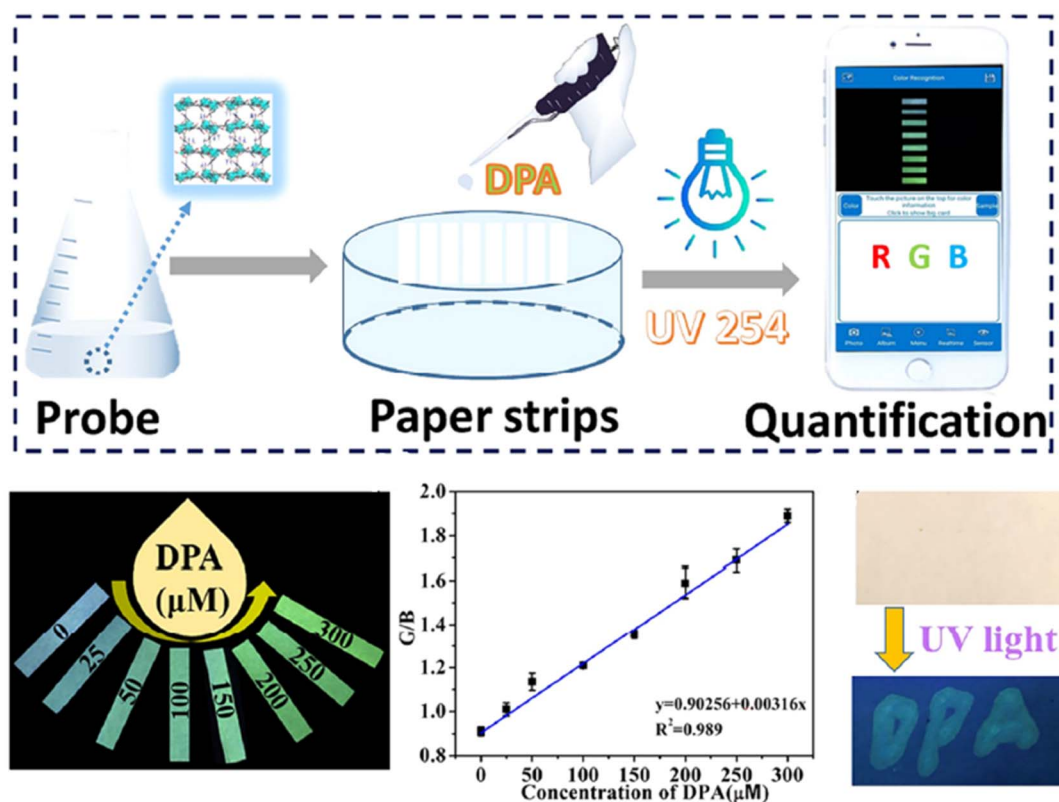 Color Recognition
Touch the picture on the top for color
information
Click to show big card
Color
Sample
R G B
Photo Album Menu Realtime Sensor
DPA
UV 254
Probe
Paper strips
Quantification
DPA
(μM)
0
25
50
100
150
200
250
300
G/B
2.0
1.8
1.6
1.4
1.2
1.0
0.8
y=0.90256+0.00316x
R²=0.989
0 50 100 150 200 250 300
Concentration of DPA(μM)
UV light
DPA